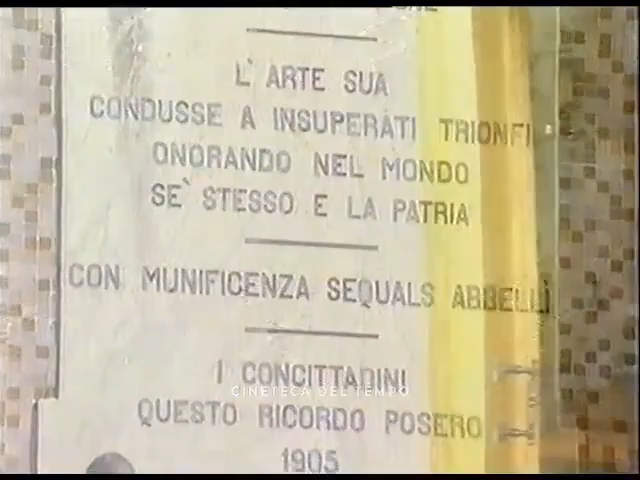 L' ARTE SUA
CONDUSSE A INSUPERATI TRIONFI
ONORANDO NEL MONDO
SE' STESSO E LA PATRIA
CON MUNIFICENZA SEQUALS ABBELLÌ
I CONCITTADINI
CINETECA DEL TEMPO
QUESTO RICORDO POSERO
1905